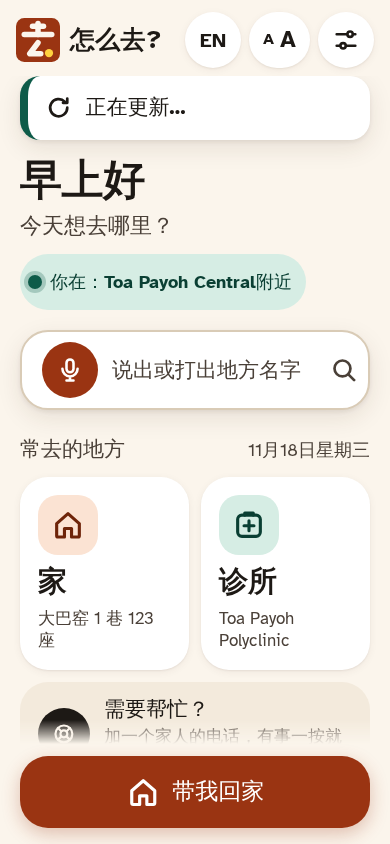 去. 怎么去? EN A A
正在更新...
早上好
今天想去哪里？
你在：Toa Payoh Central附近
说出或打出地方名字
常去的地方 11月18日星期三
家
大巴窑 1 巷 123
座
诊所
Toa Payoh
Polyclinic
需要帮忙？
加一个家人的电话，有事一按就
带我回家